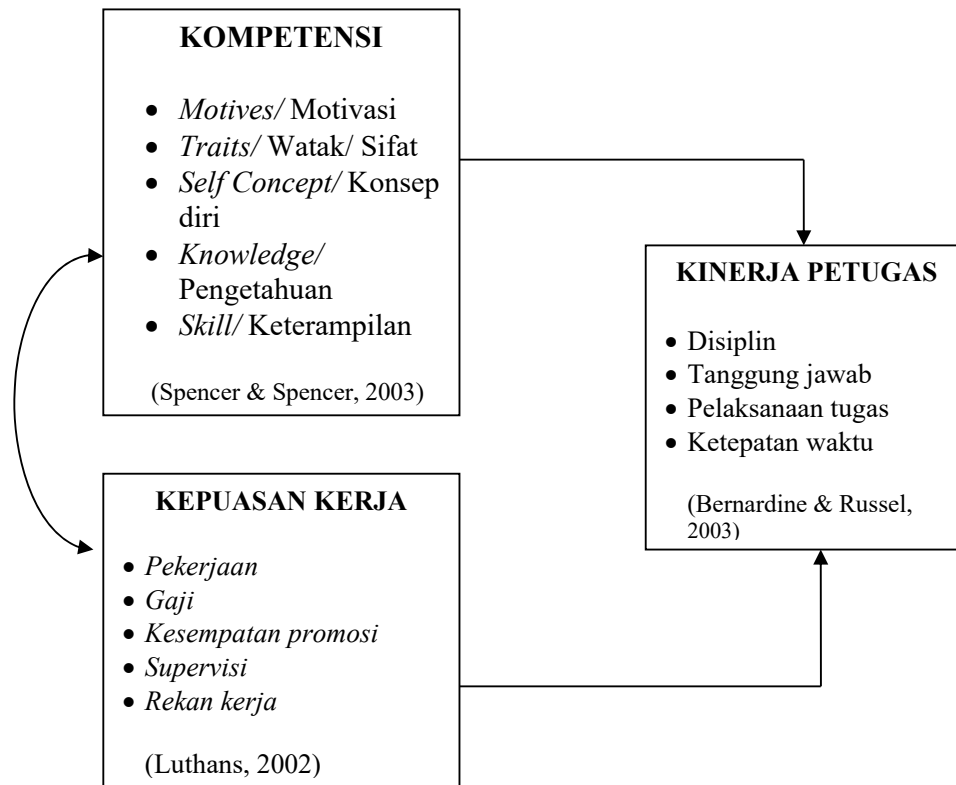 KOMPETENSI
• Motives/ Motivasi
• Traits/ Watak/ Sifat
• Self Concept/ Konsep
diri
• Knowledge/
Pengetahuan
• Skill/ Keterampilan
(Spencer & Spencer, 2003)
KEPUASAN KERJA
• Pekerjaan
• Gaji
• Kesempatan promosi
• Supervisi
• Rekan kerja
(Luthans, 2002)
KINERJA PETUGAS
• Disiplin
• Tanggung jawab
• Pelaksanaan tugas
• Ketepatan waktu
(Bernardine & Russel,
2003)